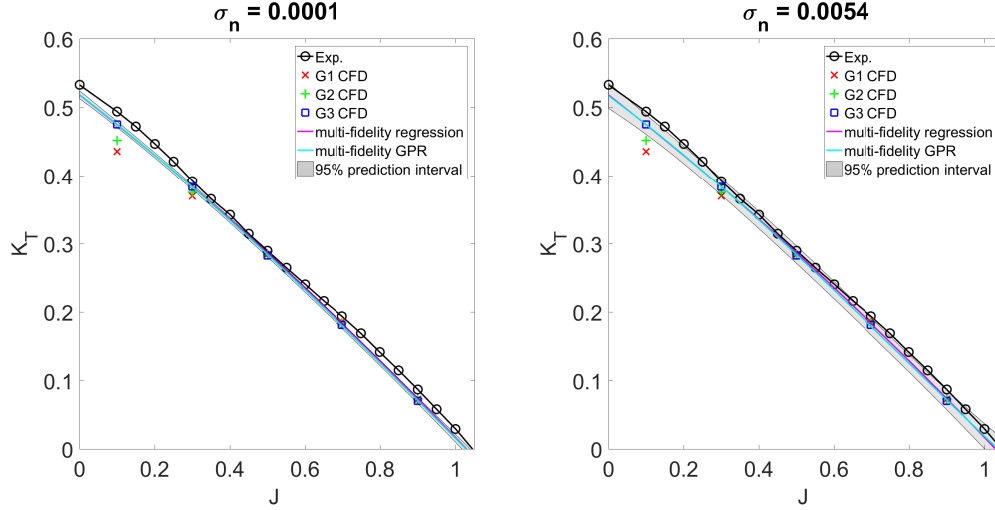 σn = 0.0001
0.6
0.5
0.4
0.3
0.2
0.1
0
KT
0 0.2 0.4 0.6 0.8 1
J
Exp.
G1 CFD
G2 CFD
G3 CFD
multi-fidelity regression
multi-fidelity GPR
95% prediction interval
σn = 0.0054
0.6
0.5
0.4
0.3
0.2
0.1
0
KT
0 0.2 0.4 0.6 0.8 1
J
Exp.
G1 CFD
G2 CFD
G3 CFD
multi-fidelity regression
multi-fidelity GPR
95% prediction interval